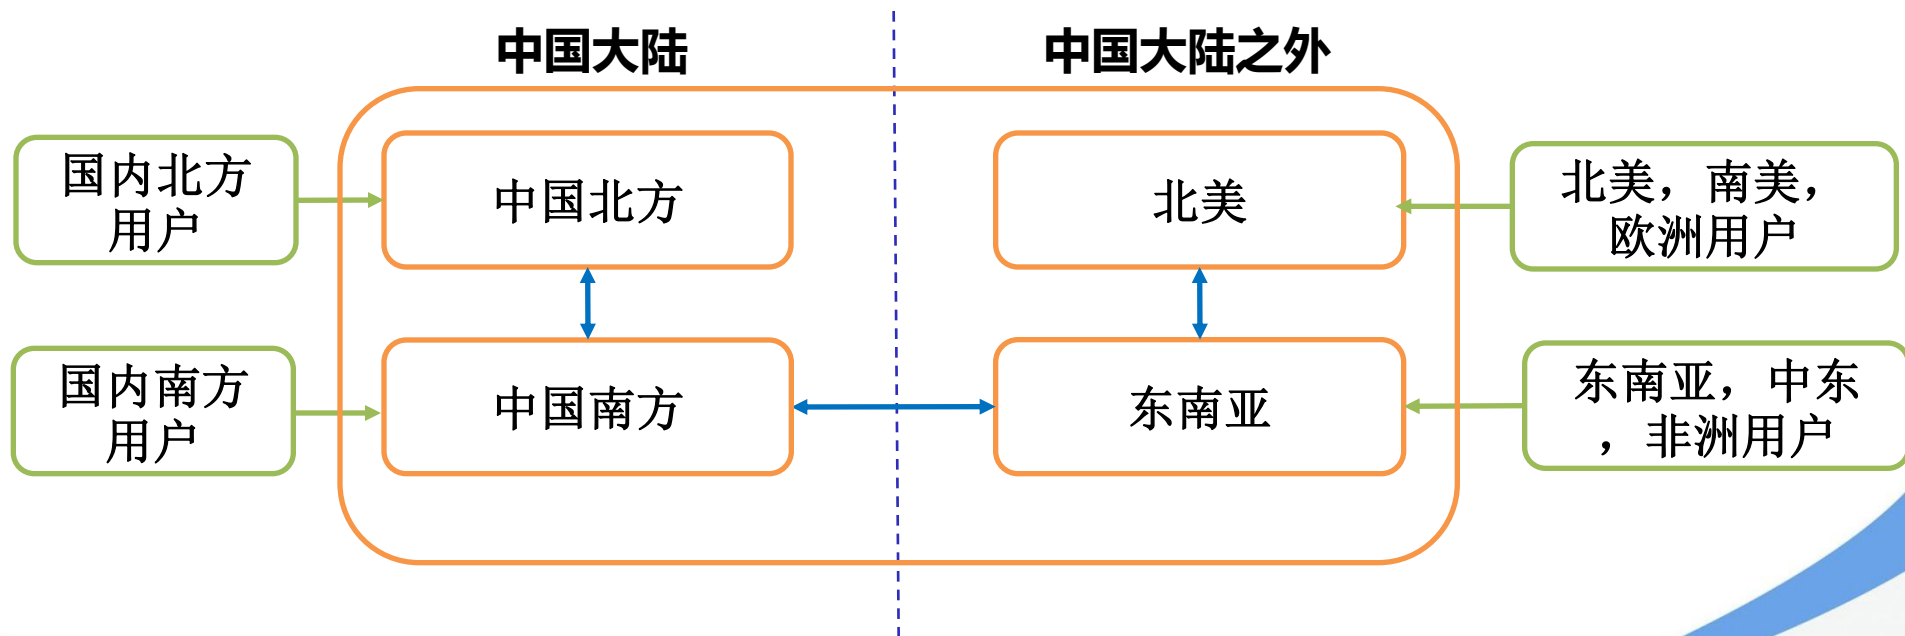 中国大陆
中国大陆之外
国内北方
用户
中国北方
北美
北美，南美，
欧洲用户
国内南方
用户
中国南方
东南亚
东南亚，中东
，非洲用户